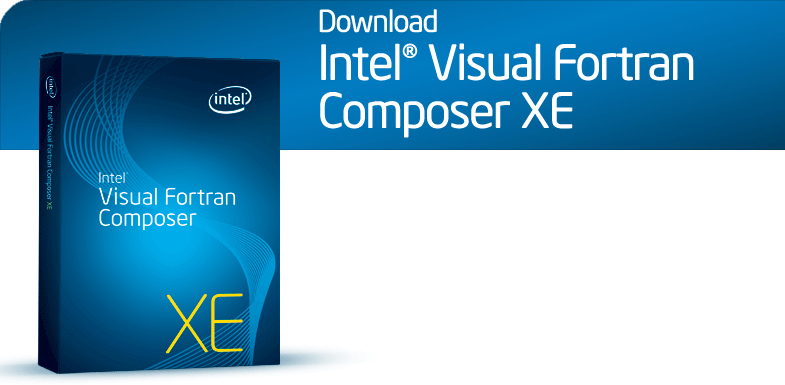 Download
Intel® Visual Fortran
Composer XE
intel
Intel®
Visual Fortran
Composer
XE
Intel® Visual Fortran Composer XE